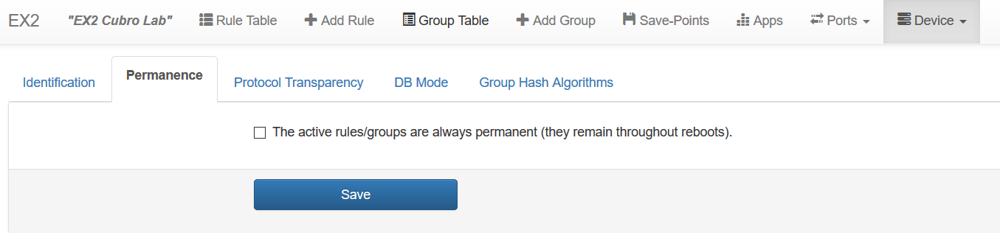 EX2 "EX2 Cubro Lab" Rule Table Add Rule Group Table Add Group Save-Points Apps Ports Device
Identification Permanence Protocol Transparency DB Mode Group Hash Algorithms
The active rules/groups are always permanent (they remain throughout reboots).
Save